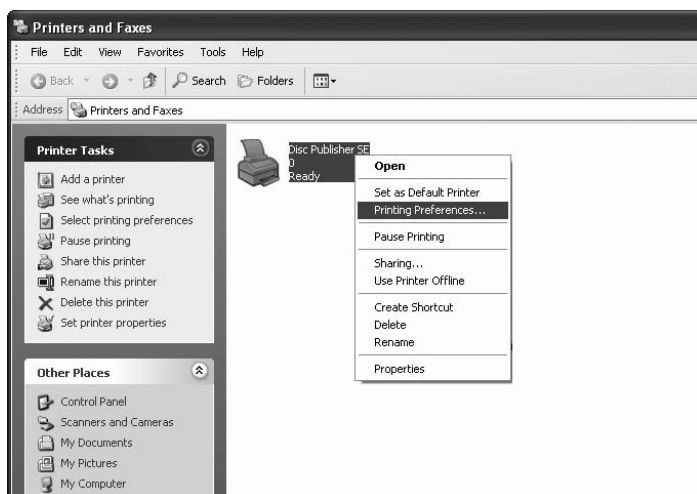 Printers and Faxes
File Edit View Favorites Tools Help
Back Search Folders
Address Printers and Faxes
Printer Tasks
Add a printer
See what's printing
Select printing preferences
Pause printing
Share this printer
Rename this printer
Delete this printer
Set printer properties
Other Places
Control Panel
Scanners and Cameras
My Documents
My Pictures
My Computer
Disc Publisher SE
0
Ready
Open
Set as Default Printer
Printing Preferences...
Pause Printing
Sharing...
Use Printer Offline
Create Shortcut
Delete
Rename
Properties